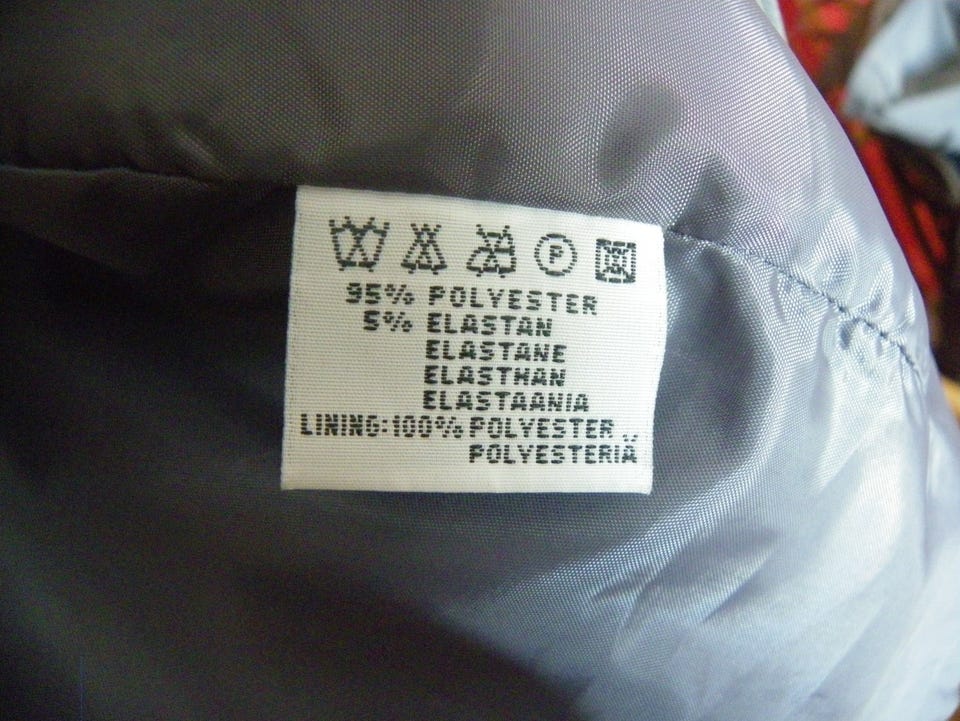 P
95% POLYESTER
5% ELASTAN
ELASTANE
ELASTHAN
ELASTAANIA
LINING:100% POLYESTER
POLYESTERIÄ